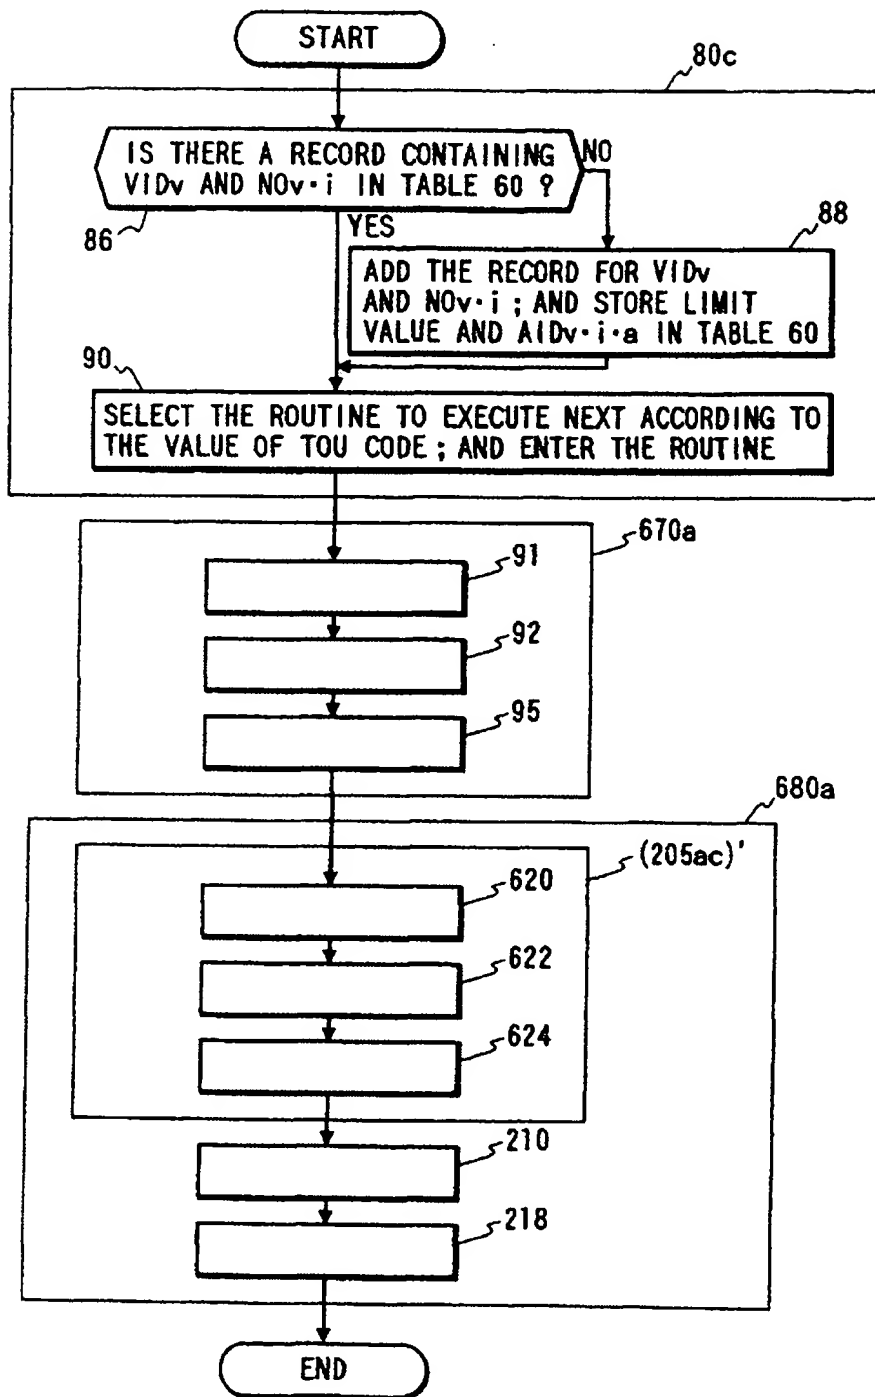 START
80c
IS THERE A RECORD CONTAINING
VIDv AND NOv·i IN TABLE 60 ?
NO
86
YES
88
ADD THE RECORD FOR VIDv
AND NOv·i ; AND STORE LIMIT
VALUE AND AIDv·i·a IN TABLE 60
90
SELECT THE ROUTINE TO EXECUTE NEXT ACCORDING TO
THE VALUE OF TOU CODE ; AND ENTER THE ROUTINE
670a
91
92
95
680a
(205ac)'
620
622
624
210
218
END